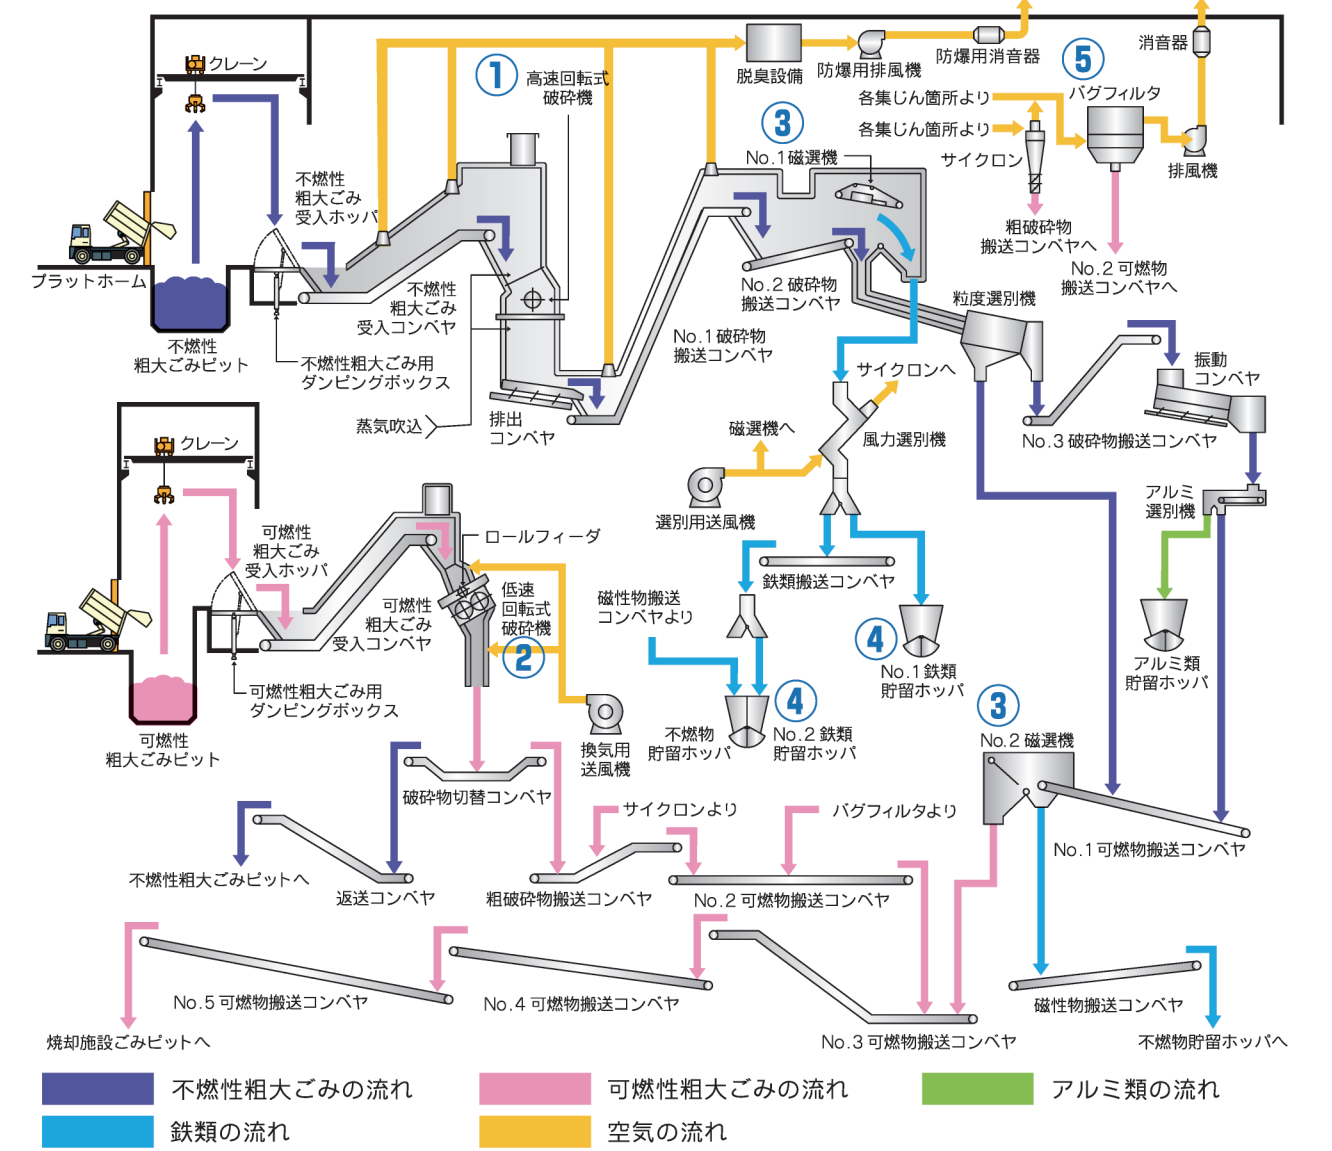 クレーン
①
高速回転式
破砕機
脱臭設備
防爆用排風機
防爆用消音器
消音器
⑤
バグフィルタ
各集じん箇所より
各集じん箇所より
サイクロン
排風機
粗破砕物
搬送コンベヤへ
No.2 可燃物
搬送コンベヤへ
③
No.1磁選機
不燃性
粗大ごみ
受入ホッパ
プラットホーム
不燃性
粗大ごみピット
不燃性
粗大ごみ
受入コンベヤ
不燃性粗大ごみ用
ダンピングボックス
蒸気吹込
排出
コンベヤ
No.1破砕物
搬送コンベヤ
No.2 破砕物
搬送コンベヤ
粒度選別機
振動
コンベヤ
No.3 破砕物搬送コンベヤ
サイクロンへ
風力選別機
磁選機へ
選別用送風機
アルミ
選別機
鉄類搬送コンベヤ
磁性物搬送
コンベヤより
④
No.1鉄類
貯留ホッパ
アルミ類
貯留ホッパ
不燃物
貯留ホッパ
④
No.2 鉄類
貯留ホッパ
クレーン
可燃性
粗大ごみ
受入ホッパ
ロールフィーダ
低速
回転式
破砕機
②
可燃性
粗大ごみ
受入コンベヤ
可燃性粗大ごみ用
ダンピングボックス
可燃性
粗大ごみピット
換気用
送風機
③
No.2 磁選機
破砕物切替コンベヤ
サイクロンより
バグフィルタより
No.1可燃物搬送コンベヤ
不燃性粗大ごみピットへ
返送コンベヤ
粗破砕物搬送コンベヤ
No.2 可燃物搬送コンベヤ
No.5 可燃物搬送コンベヤ
No.4 可燃物搬送コンベヤ
No.3 可燃物搬送コンベヤ
磁性物搬送コンベヤ
焼却施設ごみピットへ
不燃物貯留ホッパへ
不燃性粗大ごみの流れ
可燃性粗大ごみの流れ
アルミ類の流れ
鉄類の流れ
空気の流れ